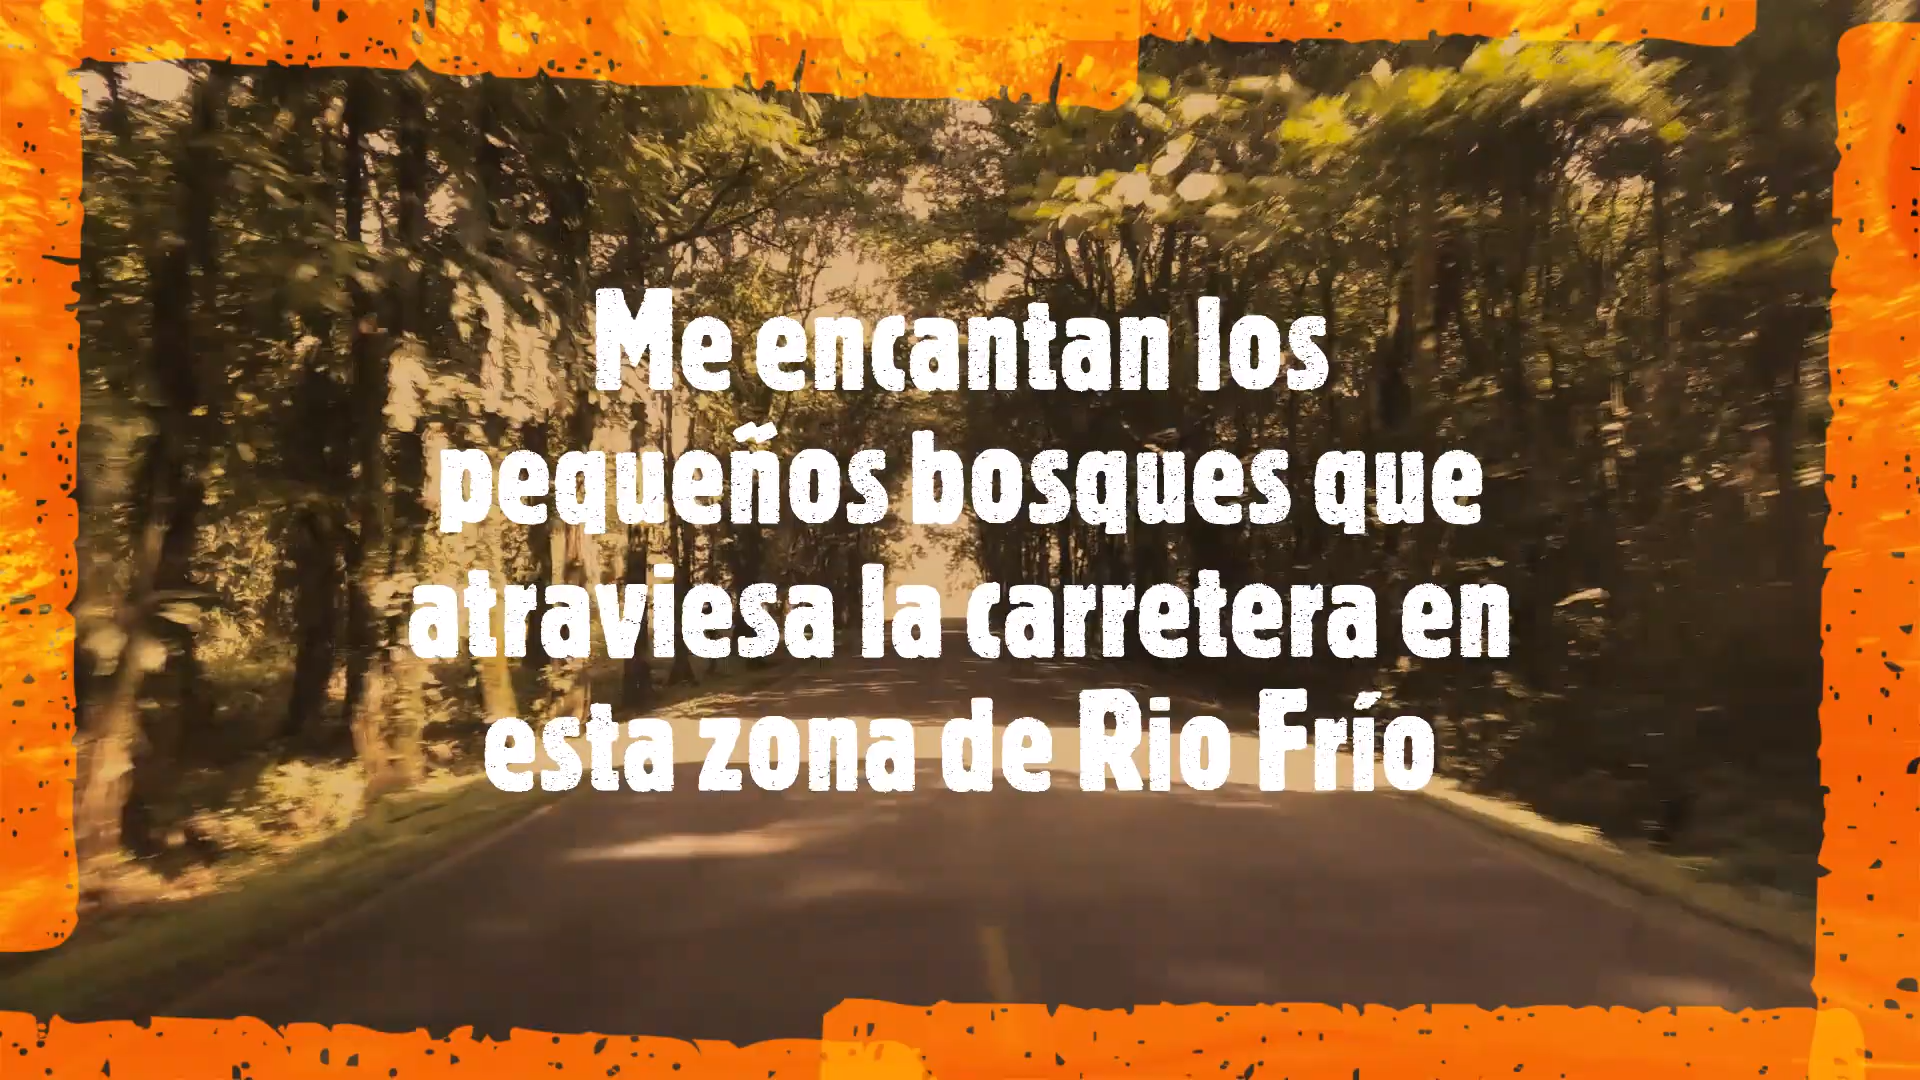 Me encantan los
pequeños bosques que
atraviesa la carretera en
esta zona de Rio Frío